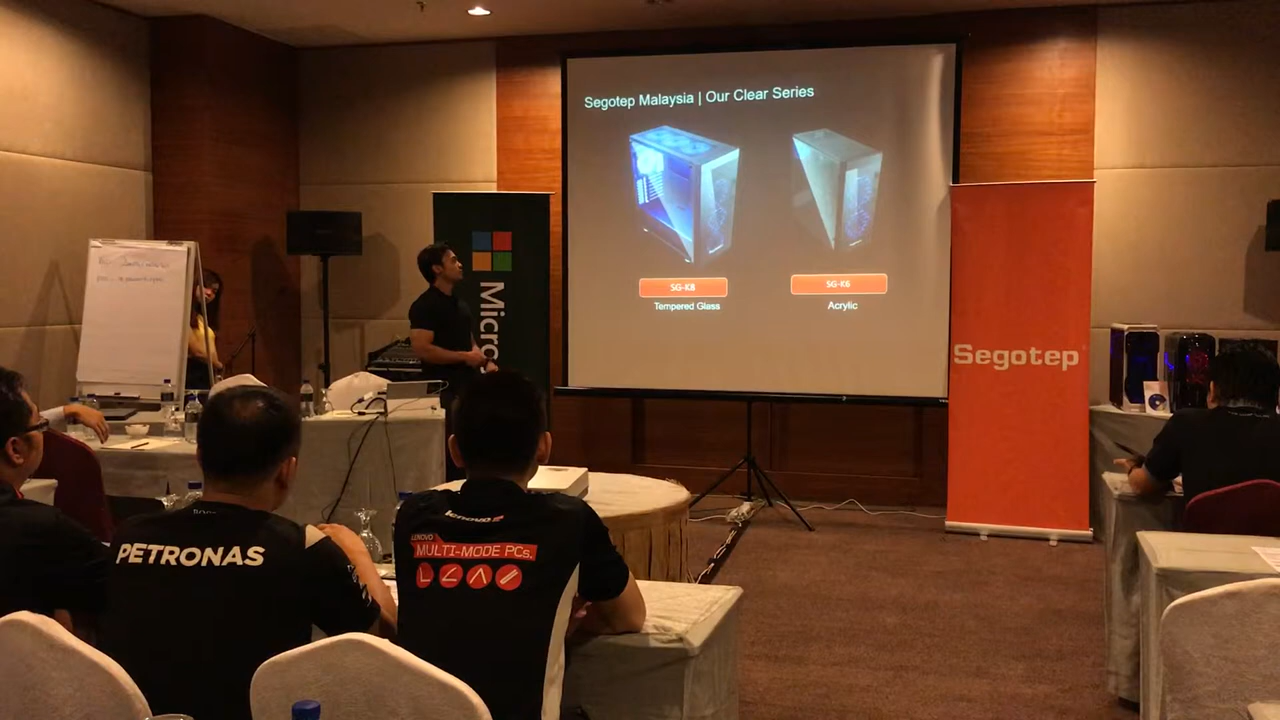 Segotep Malaysia | Our Clear Series
SG-K8
SG-K6
Tempered Glass
Acrylic
Micro
Segotep
PETRONAS
lenovo
LENOVO
MULTI-MODE PCs.